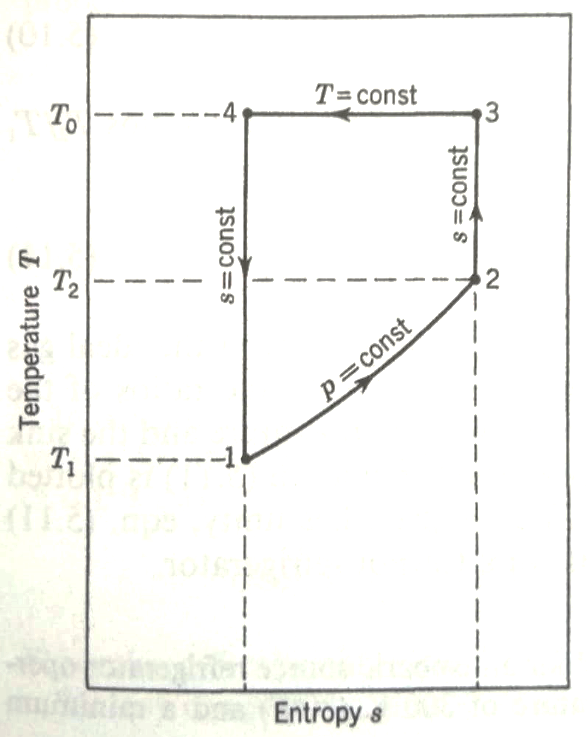 T₀
4
T=const
3
s=const
s=const
T₂
2
p=const
T₁
1
Temperature T
Entropy s